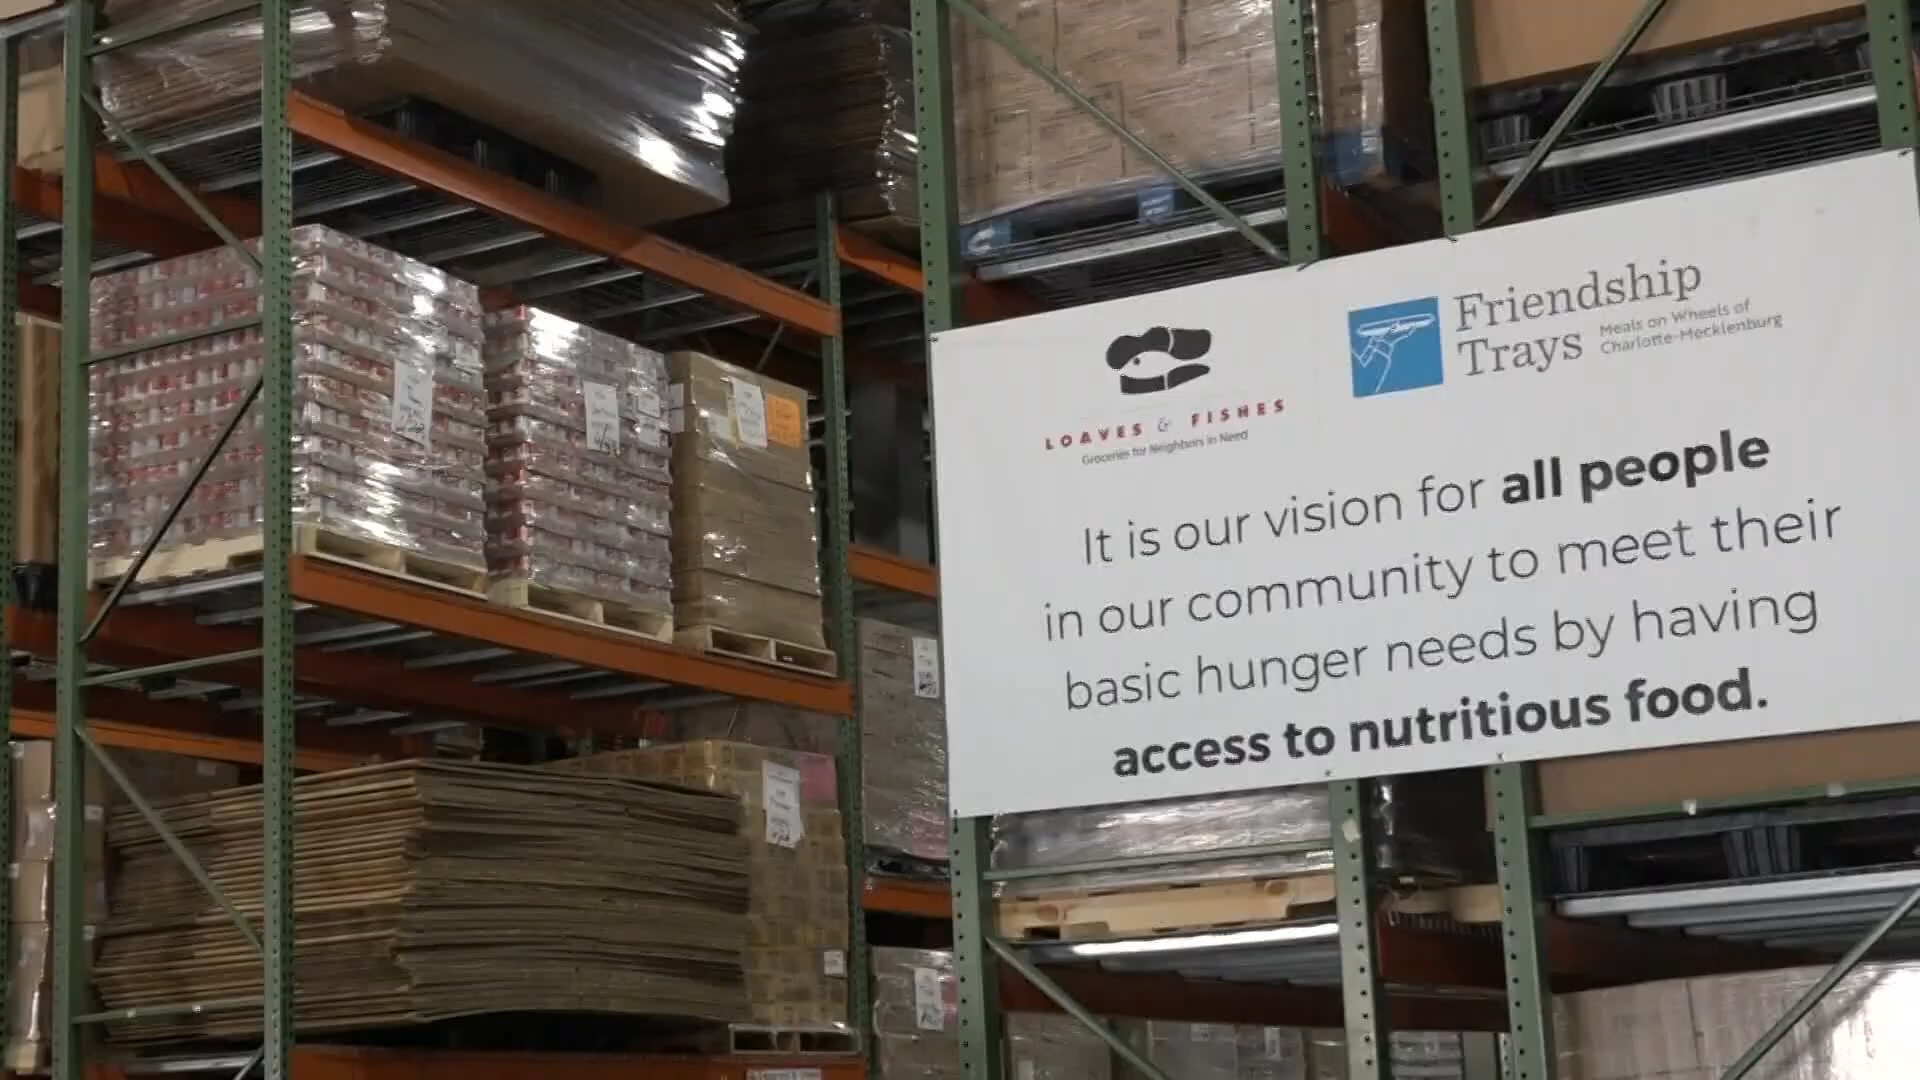 LOAVES & FISHES
Groceries for Neighbors in Need
Friendship
Trays
Meals on Wheels of
Charlotte-Mecklenburg
It is our vision for all people
in our community to meet their
basic hunger needs by having
access to nutritious food.